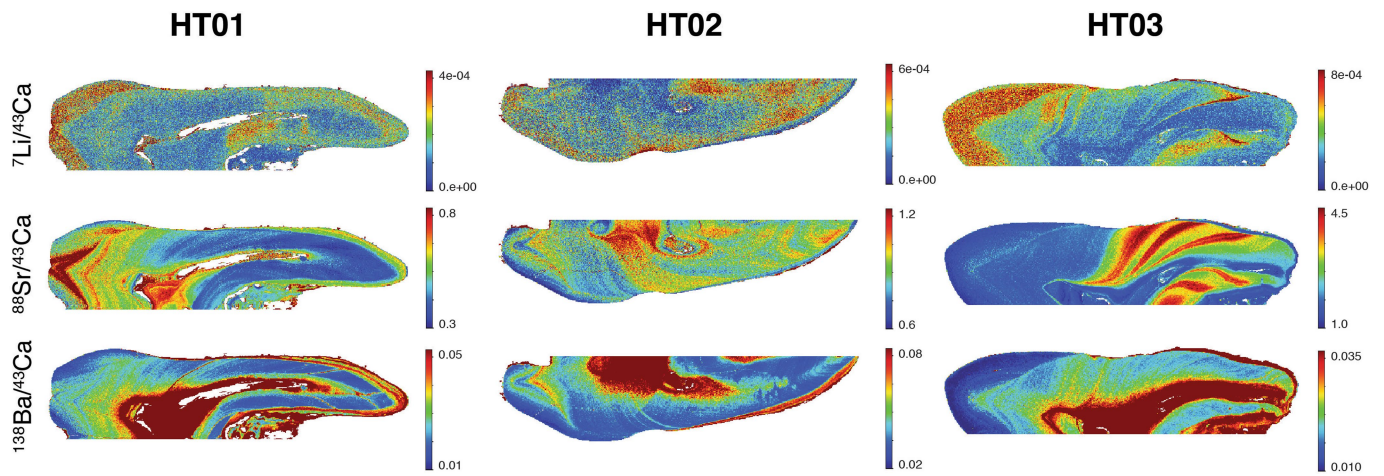 HT01 HT02 HT03
⁷Li/⁴³Ca 4e-04 0.e+00 6e-04 0.e+00 8e-04 0.e+00
⁸⁸Sr/⁴³Ca 0.8 0.3 1.2 0.6 4.5 1.0
¹³⁸Ba/⁴³Ca 0.05 0.01 0.08 0.02 0.035 0.010